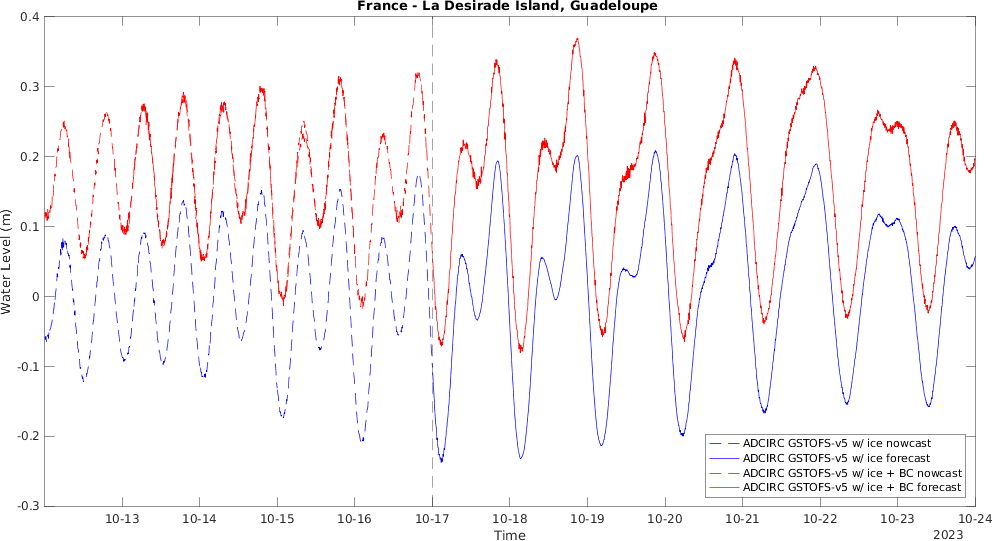 France - La Desirade Island, Guadeloupe
0.4
0.3
0.2
0.1
0
-0.1
-0.2
-0.3
Water Level (m)
10-13 10-14 10-15 10-16 10-17 10-18 10-19 10-20 10-21 10-22 10-23 10-24
Time
2023
ADCIRC GSTOFS-v5 w/ ice nowcast
ADCIRC GSTOFS-v5 w/ ice forecast
ADCIRC GSTOFS-v5 w/ ice + BC nowcast
ADCIRC GSTOFS-v5 w/ ice + BC forecast